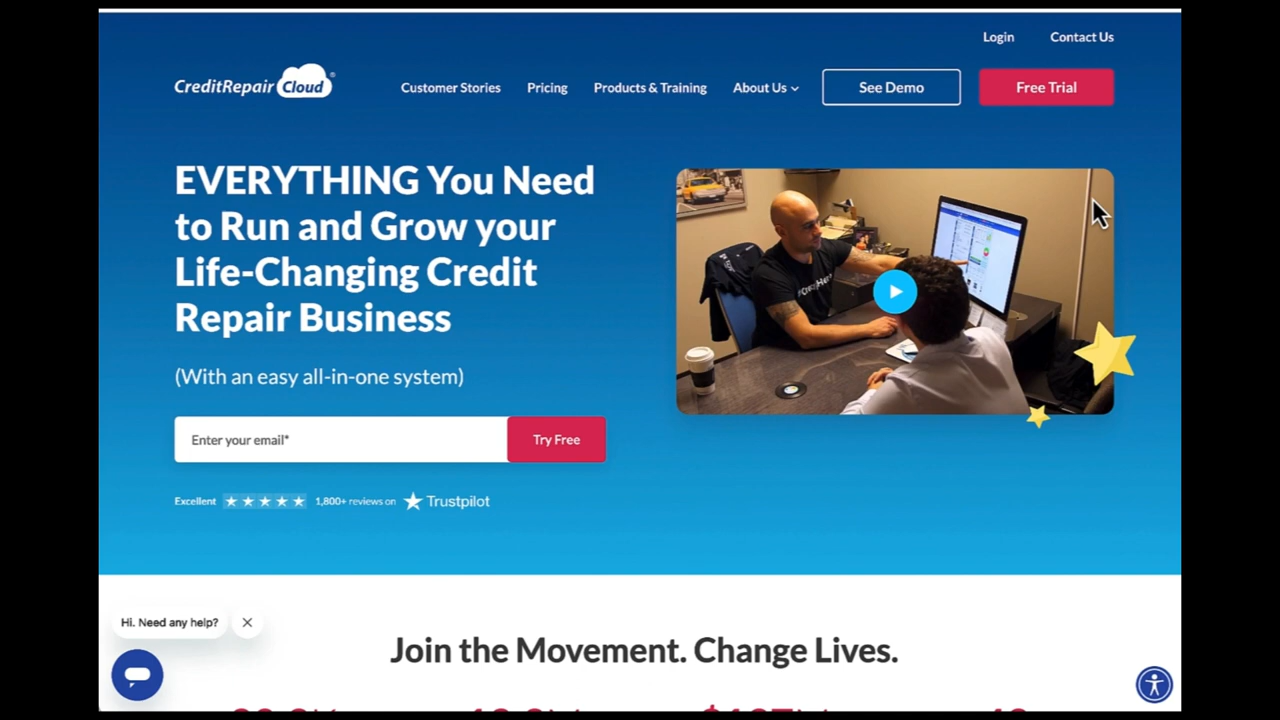 Login
Contact Us
CreditRepair Cloud
Customer Stories
Pricing
Products & Training
About Us
See Demo
Free Trial
EVERYTHING You Need
to Run and Grow your
Life-Changing Credit
Repair Business
(With an easy all-in-one system)
Enter your email*
Try Free
Excellent
1,800+ reviews on
Trustpilot
Hi. Need any help?
Join the Movement. Change Lives.